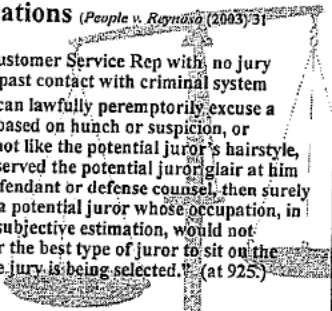 ations (People v. Reynoso (2003) 31
ustomer Service Rep with no jury
past contact with criminal system
can lawfully peremptorily excuse a
based on hunch or suspicion, or
not like the potential juror's hairstyle,
served the potential juror glair at him
fendant or defense counsel, then surely
a potential juror whose occupation, in
subjective estimation, would not
r the best type of juror to sit on the
e jury is being selected." (at 925.)